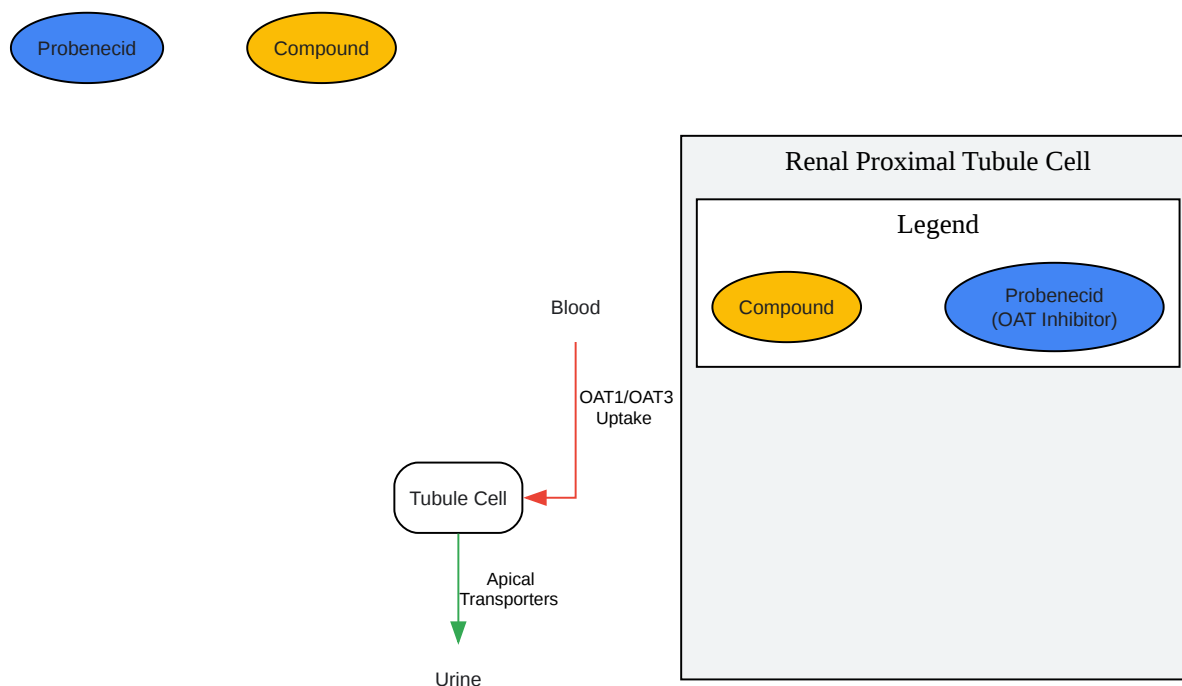 Probenecid
Compound
Renal Proximal Tubule Cell
Legend
Compound
Probenecid
(OAT Inhibitor)
Blood
OAT1/OAT3
Uptake
Tubule Cell
Apical
Transporters
Urine